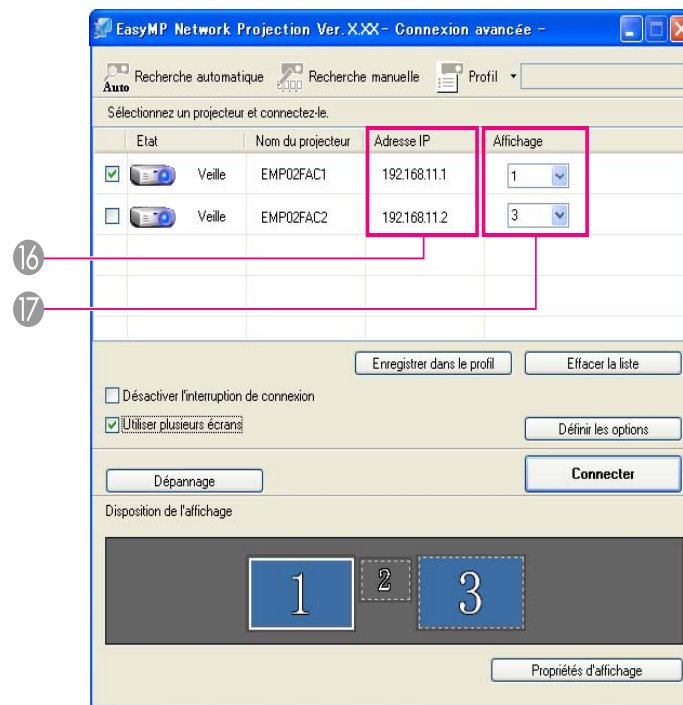 EasyMP Network Projection Ver. X.XX - Connexion avancée -
Auto Recherche automatique Recherche manuelle Profil
Sélectionnez un projecteur et connectez-le.
Etat Nom du projecteur Adresse IP Affichage
Veille EMP02FAC1 192.168.11.1 1
Veille EMP02FAC2 192.168.11.2 3
16
17
Enregistrer dans le profil Effacer la liste
Désactiver l'interruption de connexion
Utiliser plusieurs écrans
Définir les options
Dépannage Connecter
Disposition de l'affichage
1 2 3
Propriétés d'affichage